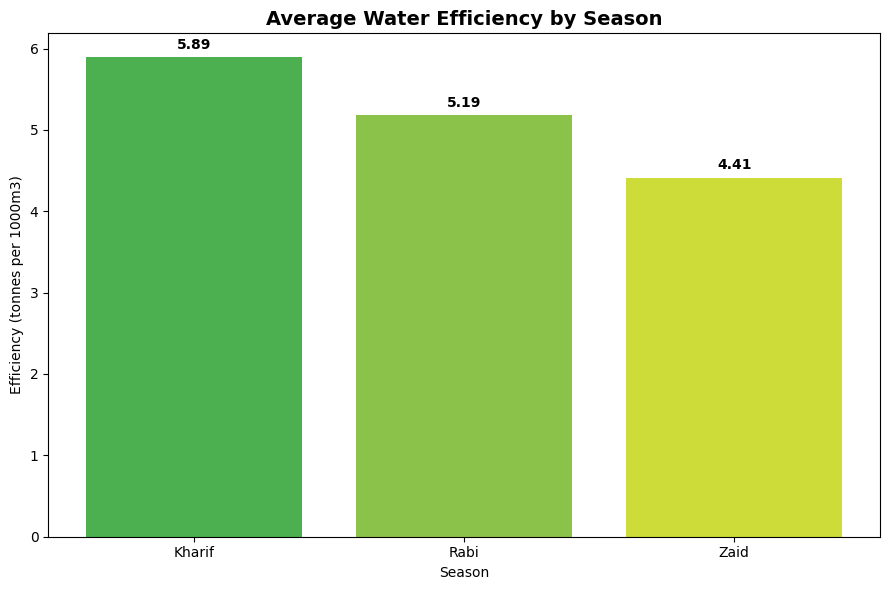 Average Water Efficiency by Season
Efficiency (tonnes per 1000m3)
6
5
4
3
2
1
0
5.89
5.19
4.41
Kharif
Rabi
Zaid
Season